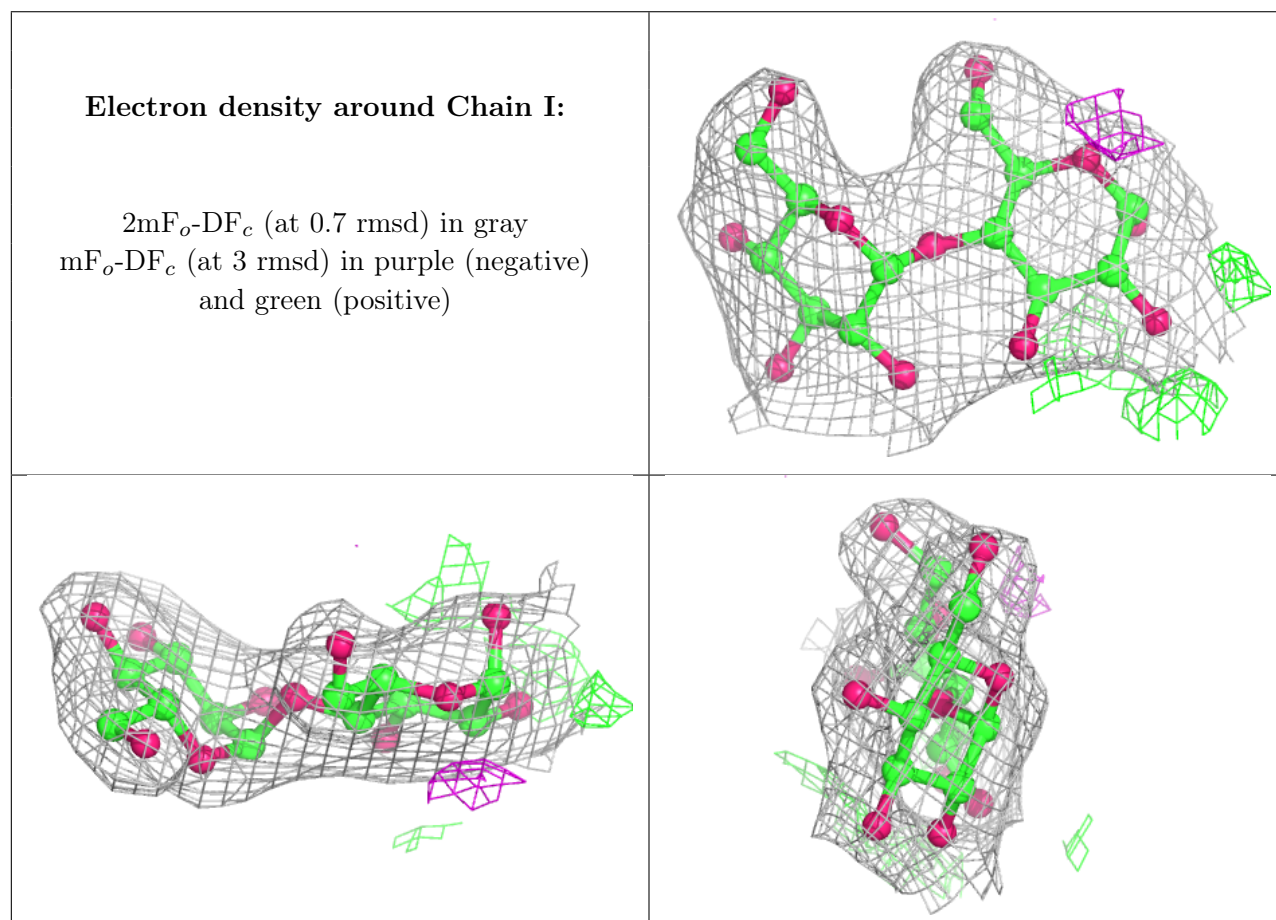 Electron density around Chain I:
2mFₒ-DF𝒸 (at 0.7 rmsd) in gray
mFₒ-DF𝒸 (at 3 rmsd) in purple (negative)
and green (positive)